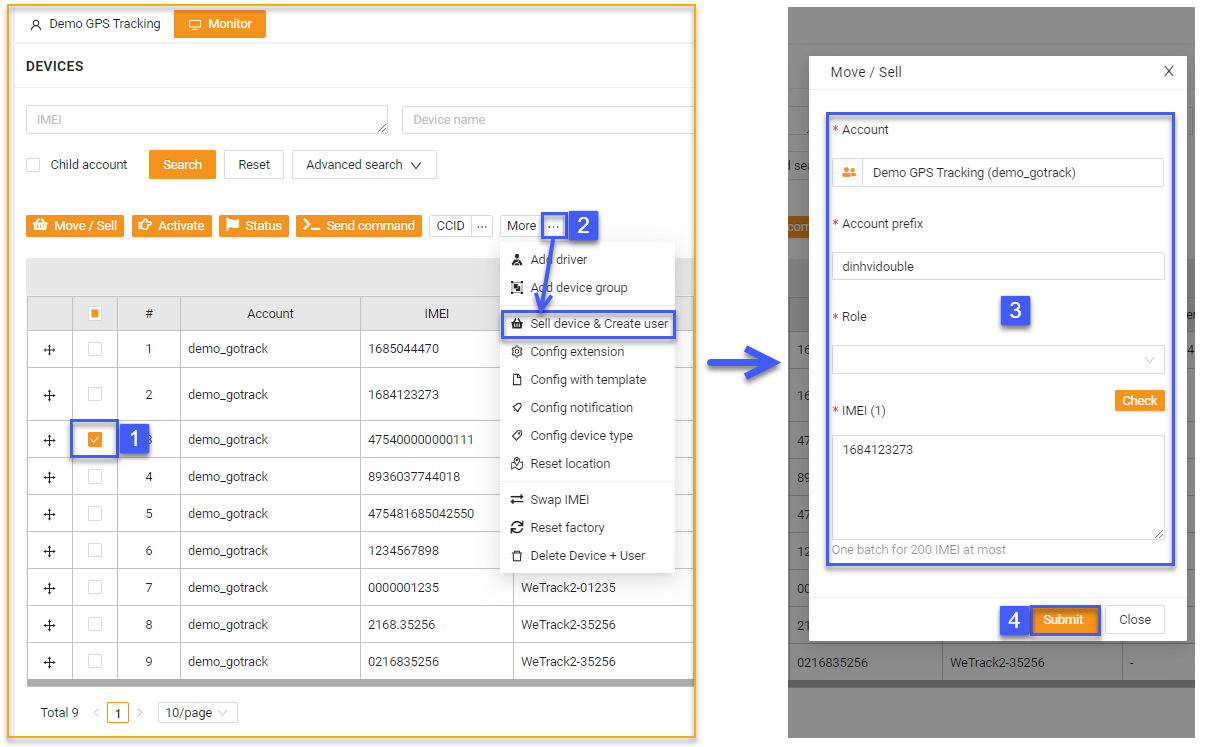 Demo GPS Tracking Monitor
DEVICES
IMEI Device name
Child account Search Reset Advanced search
Move / Sell Activate Status Send command CCID ... More ... 2
Add driver
Add device group
Sell device & Create user
Config extension
Config with template
Config notification
Config device type
Reset location
Swap IMEI
Reset factory
Delete Device + User
# Account IMEI
1 demo_gotrack 1685044470
2 demo_gotrack 1684123273
1 3 demo_gotrack 475400000000111
4 demo_gotrack 8936037744018
5 demo_gotrack 475481685042550
6 demo_gotrack 1234567898
7 demo_gotrack 0000001235 WeTrack2-01235
8 demo_gotrack 2168.35256 WeTrack2-35256
9 demo_gotrack 0216835256 WeTrack2-35256
Total 9 < 1 > 10/page
Move / Sell X
* Account
Demo GPS Tracking (demo_gotrack)
* Account prefix
dinhvidouble
* Role
3
* IMEI (1) Check
1684123273
One batch for 200 IMEI at most
4 Submit Close
0216835256 WeTrack2-35256 -